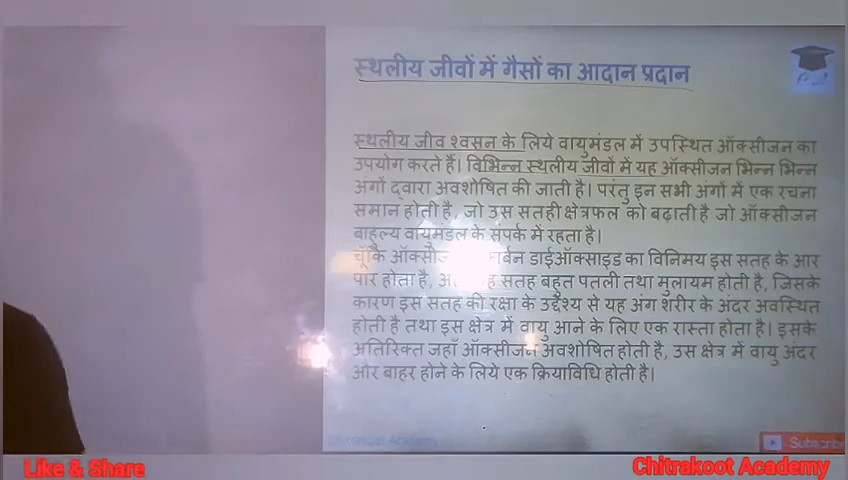 स्थलीय जीवों में गैसों का आदान प्रदान
स्थलीय जीव श्वसन के लिये वायुमंडल में उपस्थित ऑक्सीजन का
उपयोग करते हैं। विभिन्न स्थलीय जीवों में यह ऑक्सीजन भिन्न भिन्न
अंगों द्वारा अवशोषित की जाती है। परंतु इन सभी अंगों में एक रचना
समान होती है, जो उस सतही क्षेत्रफल को बढ़ाती है जो ऑक्सीजन
बाहुल्य वायुमंडल के संपर्क में रहता है।
चूँकि डाईऑक्साइड का विनिमय इस सतह के आर
पार होता है, सतह बहुत पतली तथा मुलायम होती है, जिसके
कारण इस सतह की रक्षा के उद्देश्य से यह अंग शरीर के अंदर अवस्थित
होती है तथा इस क्षेत्र में वायु आने के लिए एक रास्ता होता है। इसके
अतिरिक्त जहाँ ऑक्सीजन अवशोषित होती है, उस क्षेत्र में वायु अंदर
और बाहर होने के लिये एक क्रियाविधि होती है।
Chitrakoot Academy
Subscribe
Like & Share
Chitrakoot Academy